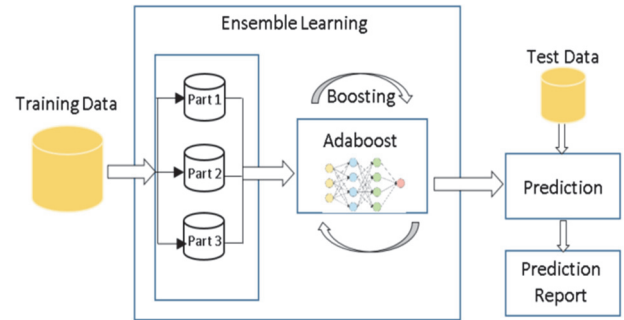 Ensemble Learning
Training Data
Part 1
Part 2
Part 3
Boosting
Adaboost
Test Data
Prediction
Prediction
Report